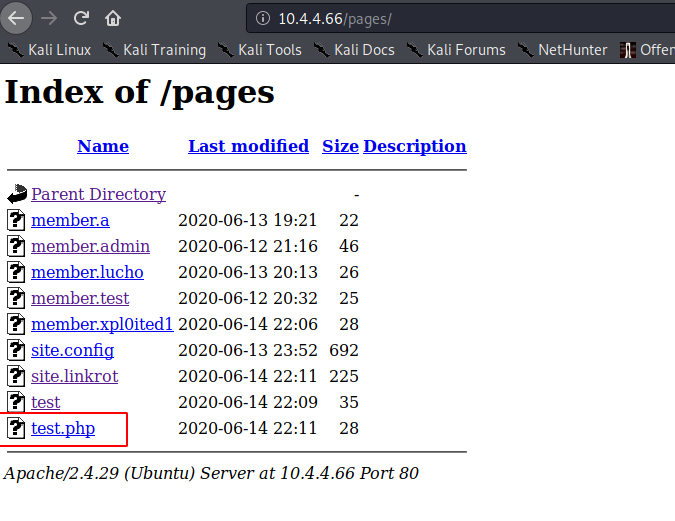 10.4.4.66/pages/
Kali Linux Kali Training Kali Tools Kali Docs Kali Forums NetHunter Offen
Index of /pages
Name Last modified Size Description
Parent Directory -
member.a 2020-06-13 19:21 22
member.admin 2020-06-12 21:16 46
member.lucho 2020-06-13 20:13 26
member.test 2020-06-12 20:32 25
member.xpl0ited1 2020-06-14 22:06 28
site.config 2020-06-13 23:52 692
site.linkrot 2020-06-14 22:11 225
test 2020-06-14 22:09 35
test.php 2020-06-14 22:11 28
Apache/2.4.29 (Ubuntu) Server at 10.4.4.66 Port 80